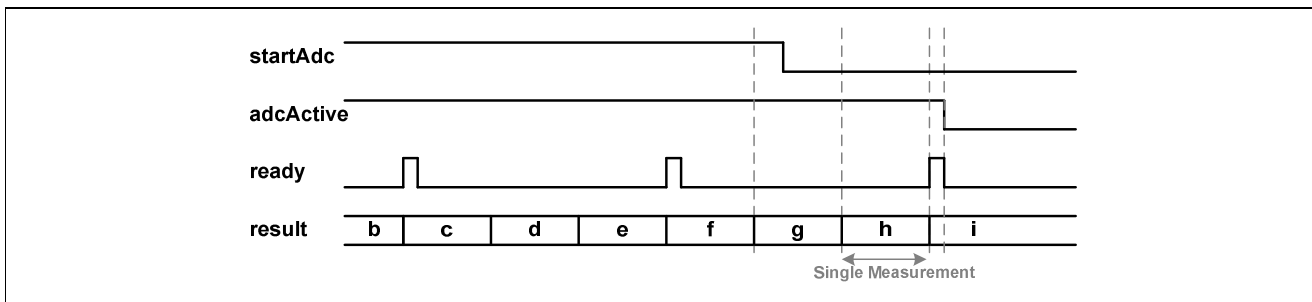 startAdc
adcActive
ready
result b c d e f g h i
Single Measurement